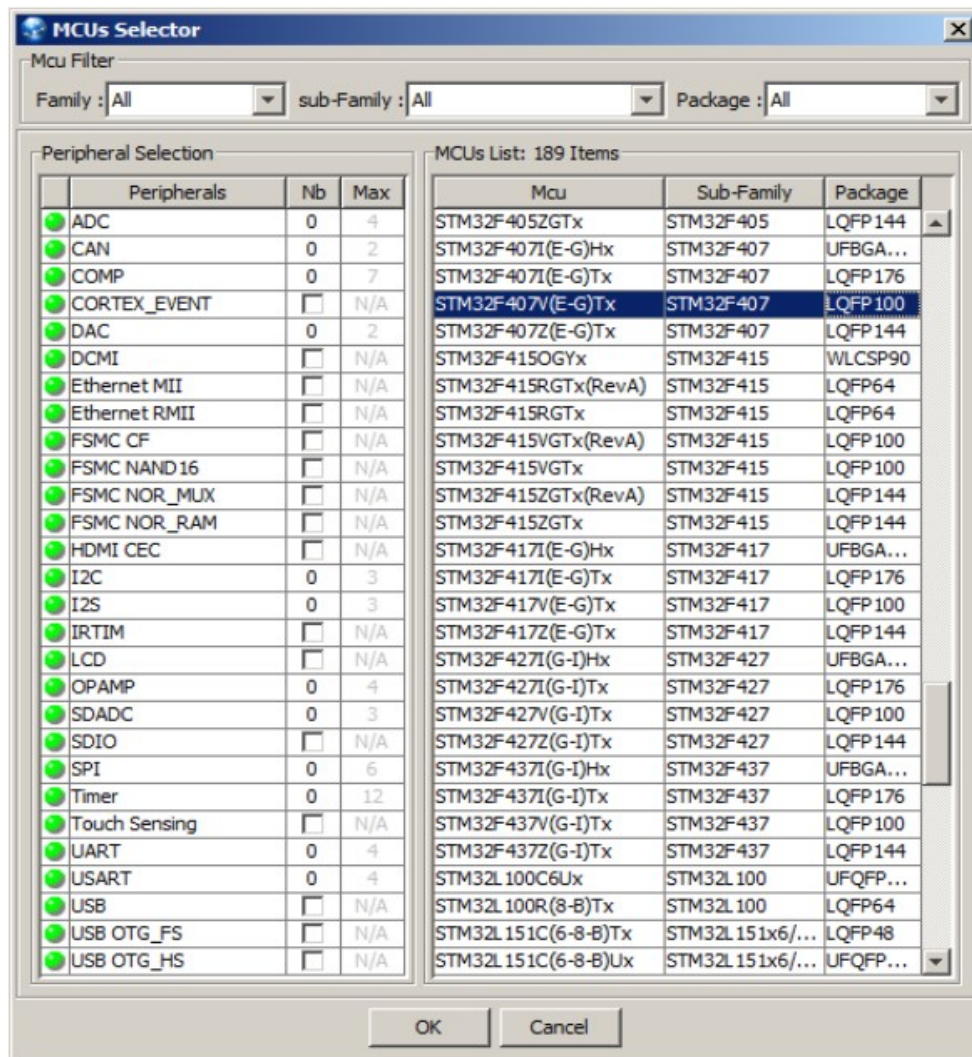 MCUs Selector
Mcu Filter
Family : All sub-Family : All Package : All
Peripheral Selection
Peripherals Nb Max
ADC 0 4
CAN 0 2
COMP 0 7
CORTEX_EVENT N/A
DAC 0 2
DCMI N/A
Ethernet MII N/A
Ethernet RMII N/A
FSMC CF N/A
FSMC NAND16 N/A
FSMC NOR_MUX N/A
FSMC NOR_RAM N/A
HDMI CEC N/A
I2C 0 3
I2S 0 3
IRTIM N/A
LCD N/A
OPAMP 0 4
SDADC 0 3
SDIO N/A
SPI 0 6
Timer 0 12
Touch Sensing N/A
UART 0 4
USART 0 4
USB N/A
USB OTG_FS N/A
USB OTG_HS N/A
MCUs List: 189 Items
Mcu Sub-Family Package
STM32F405ZGTx STM32F405 LQFP144
STM32F407I(E-G)Hx STM32F407 UFBGA...
STM32F407I(E-G)Tx STM32F407 LQFP176
STM32F407V(E-G)Tx STM32F407 LQFP100
STM32F407Z(E-G)Tx STM32F407 LQFP144
STM32F415OGYx STM32F415 WLCSP90
STM32F415RGTx(RevA) STM32F415 LQFP64
STM32F415RGTx STM32F415 LQFP64
STM32F415VGTx(RevA) STM32F415 LQFP100
STM32F415VGTx STM32F415 LQFP100
STM32F415ZGTx(RevA) STM32F415 LQFP144
STM32F415ZGTx STM32F415 LQFP144
STM32F417I(E-G)Hx STM32F417 UFBGA...
STM32F417I(E-G)Tx STM32F417 LQFP176
STM32F417V(E-G)Tx STM32F417 LQFP100
STM32F417Z(E-G)Tx STM32F417 LQFP144
STM32F427I(G-I)Hx STM32F427 UFBGA...
STM32F427I(G-I)Tx STM32F427 LQFP176
STM32F427V(G-I)Tx STM32F427 LQFP100
STM32F427Z(G-I)Tx STM32F427 LQFP144
STM32F437I(G-I)Hx STM32F437 UFBGA...
STM32F437I(G-I)Tx STM32F437 LQFP176
STM32F437V(G-I)Tx STM32F437 LQFP100
STM32F437Z(G-I)Tx STM32F437 LQFP144
STM32L100C6Ux STM32L100 UFQFP...
STM32L100R(8-B)Tx STM32L100 LQFP64
STM32L151C(6-8-B)Tx STM32L151x6/... LQFP48
STM32L151C(6-8-B)Ux STM32L151x6/... UFQFP...
OK Cancel